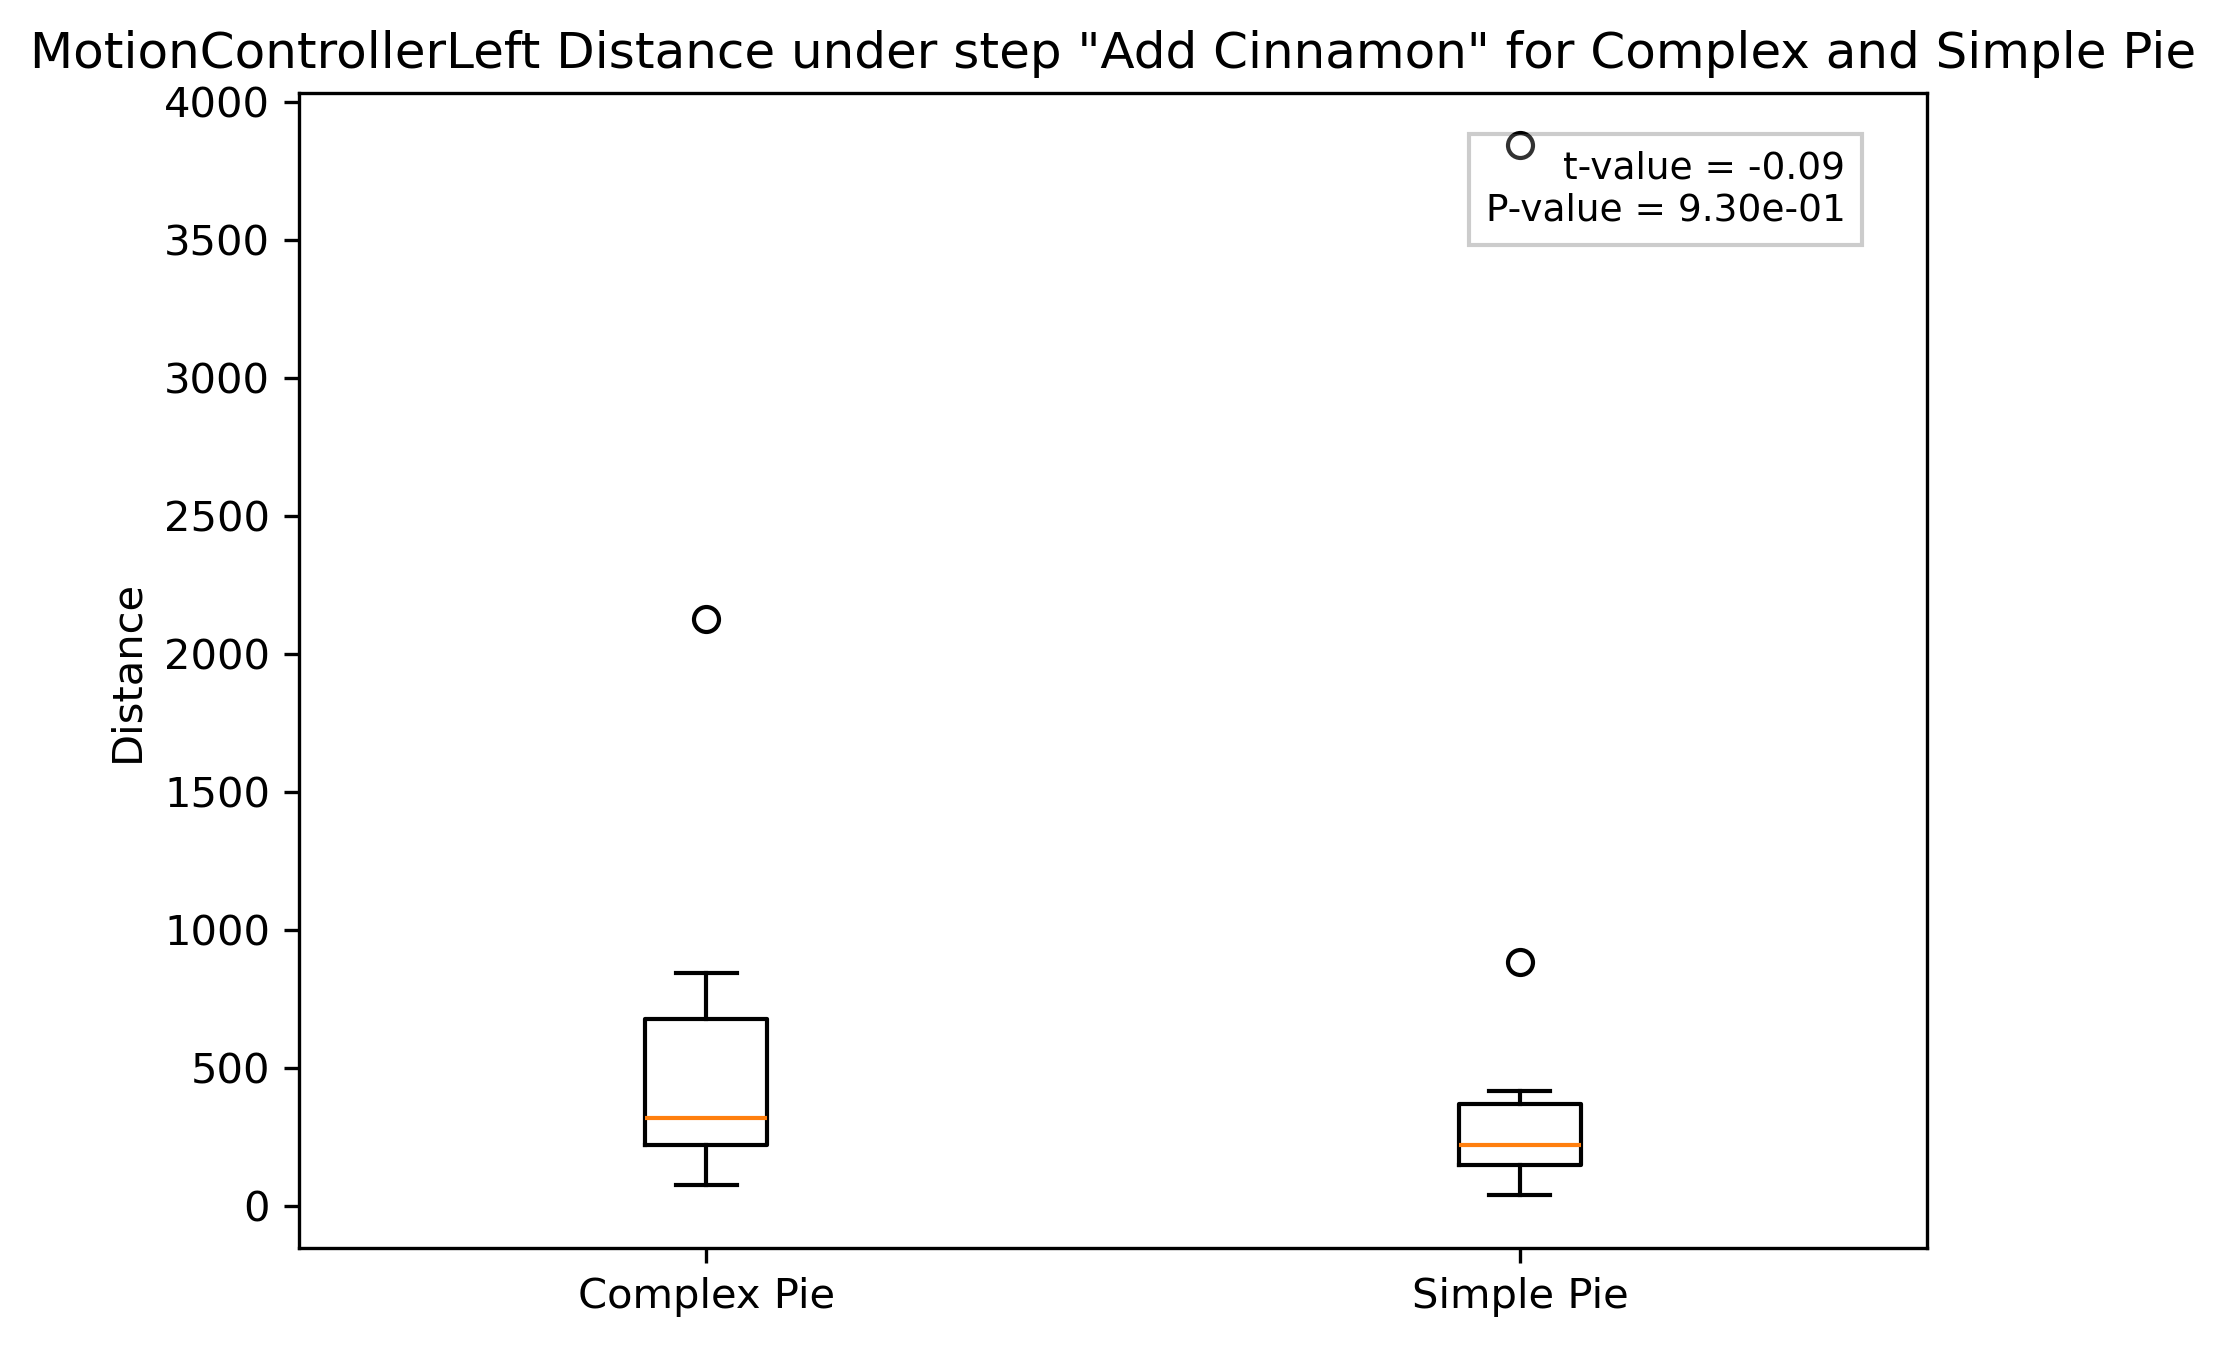 MotionControllerLeft Distance under step "Add Cinnamon" for Complex and Simple Pie
4000
3500
3000
2500
2000
1500
1000
500
0
Distance
t-value = -0.09
P-value = 9.30e-01
Complex Pie
Simple Pie